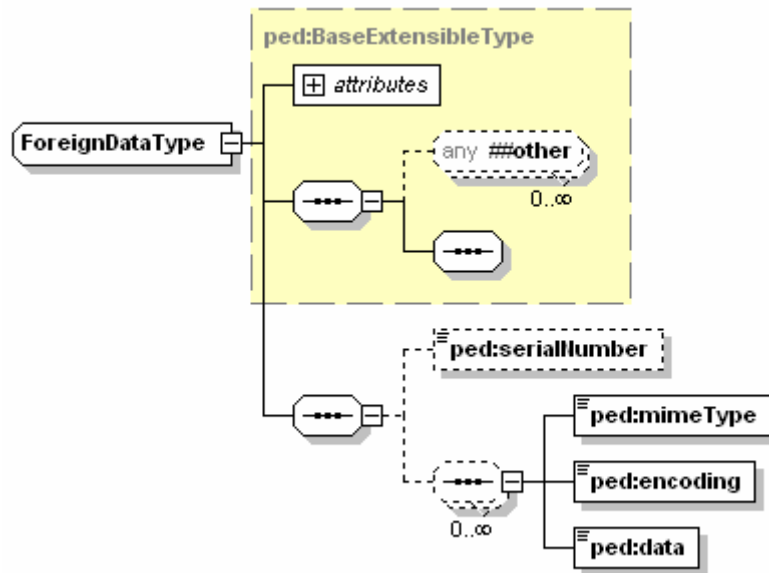 ped:BaseExtensibleType
attributes
ForeignDataType
any ##other
0..∞
ped:serialNumber
ped:mimeType
ped:encoding
0..∞
ped:data